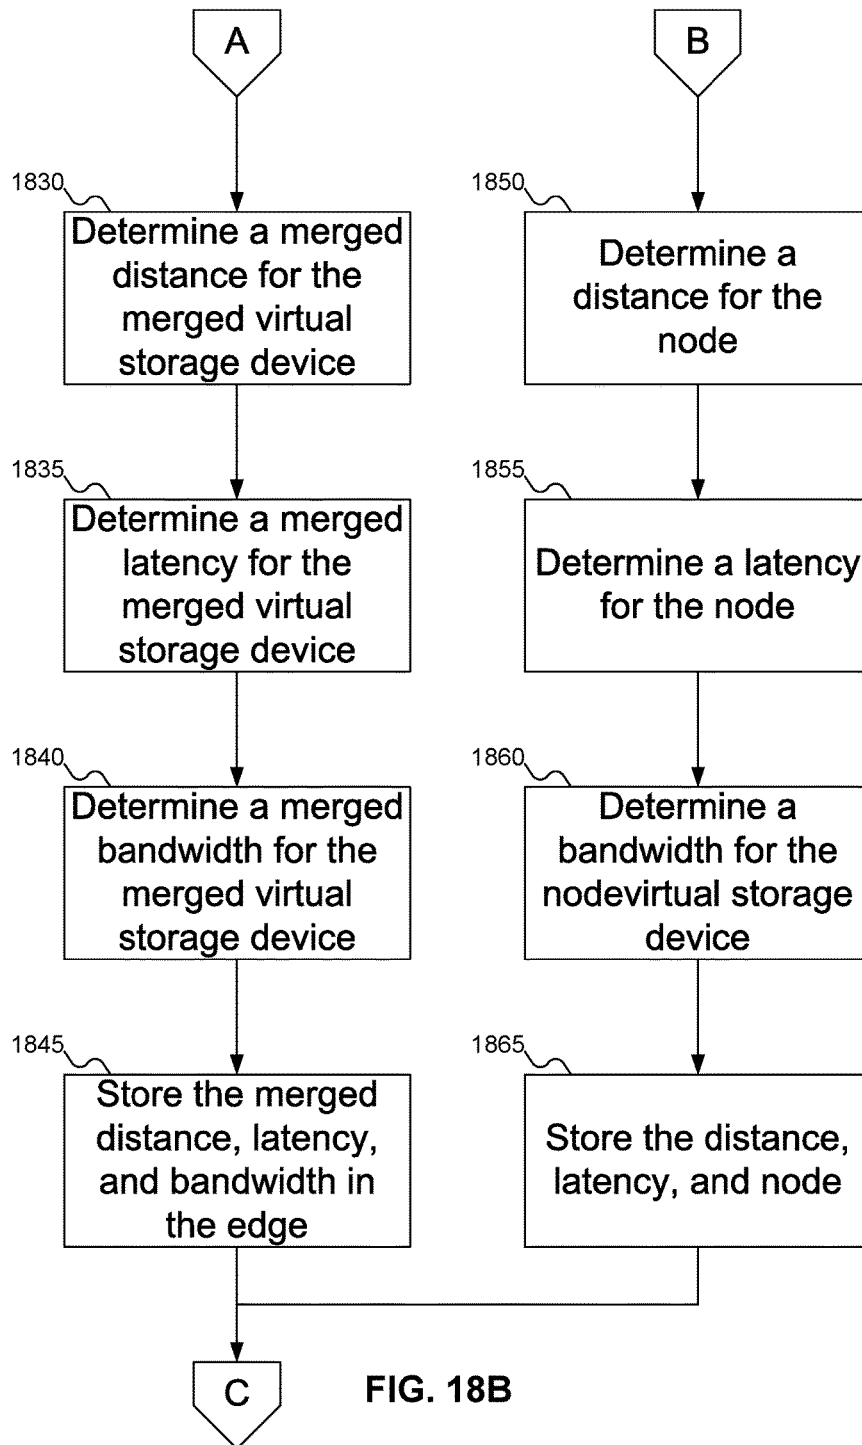 A
1830
Determine a merged
distance for the
merged virtual
storage device
1835
Determine a merged
latency for the
merged virtual
storage device
1840
Determine a merged
bandwidth for the
merged virtual
storage device
1845
Store the merged
distance, latency,
and bandwidth in
the edge
B
1850
Determine a
distance for the
node
1855
Determine a latency
for the node
1860
Determine a
bandwidth for the
nodevirtual storage
device
1865
Store the distance,
latency, and node
C
FIG. 18B